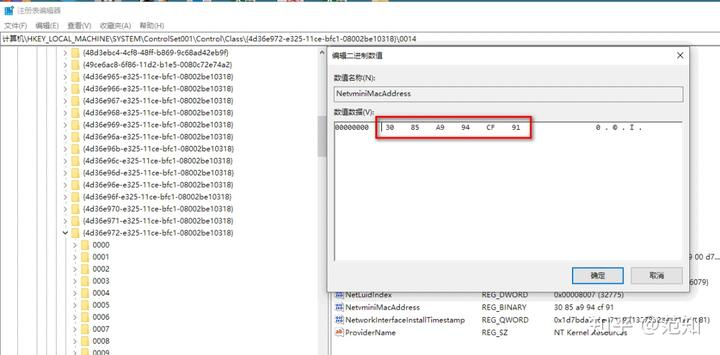 注册表编辑器
文件(F) 编辑(E) 查看(V) 收藏夹(A) 帮助(H)
计算机\HKEY_LOCAL_MACHINE\SYSTEM\ControlSet001\Control\Class\{4d36e972-e325-11ce-bfc1-08002be10318}\0014
{48d3ebc4-4cf8-48ff-b869-9c68ad42eb9f}
{49ce6ac8-6f86-11d2-b1e5-0080c72e74a2}
{4d36e965-e325-11ce-bfc1-08002be10318}
{4d36e966-e325-11ce-bfc1-08002be10318}
{4d36e967-e325-11ce-bfc1-08002be10318}
{4d36e968-e325-11ce-bfc1-08002be10318}
{4d36e969-e325-11ce-bfc1-08002be10318}
{4d36e96a-e325-11ce-bfc1-08002be10318}
{4d36e96b-e325-11ce-bfc1-08002be10318}
{4d36e96c-e325-11ce-bfc1-08002be10318}
{4d36e96d-e325-11ce-bfc1-08002be10318}
{4d36e96e-e325-11ce-bfc1-08002be10318}
{4d36e96f-e325-11ce-bfc1-08002be10318}
{4d36e970-e325-11ce-bfc1-08002be10318}
{4d36e971-e325-11ce-bfc1-08002be10318}
{4d36e972-e325-11ce-bfc1-08002be10318}
0000
0001
0002
0003
0004
0005
0006
0007
0008
0009
编辑二进制数值
数值名称(N):
NetvminiMacAddress
数值数据(V):
00000000 30 85 A9 94 CF 91 0 . © . Ï .
确定 取消
9 00 d7...
6079)
NetLuidIndex REG_DWORD 0x00008007 (32775)
NetvminiMacAddress REG_BINARY 30 85 a9 94 cf 91
NetworkInterfaceInstallTimestamp REG_QWORD
ProviderName REG_SZ NT Kernel Resources
知乎 @范知